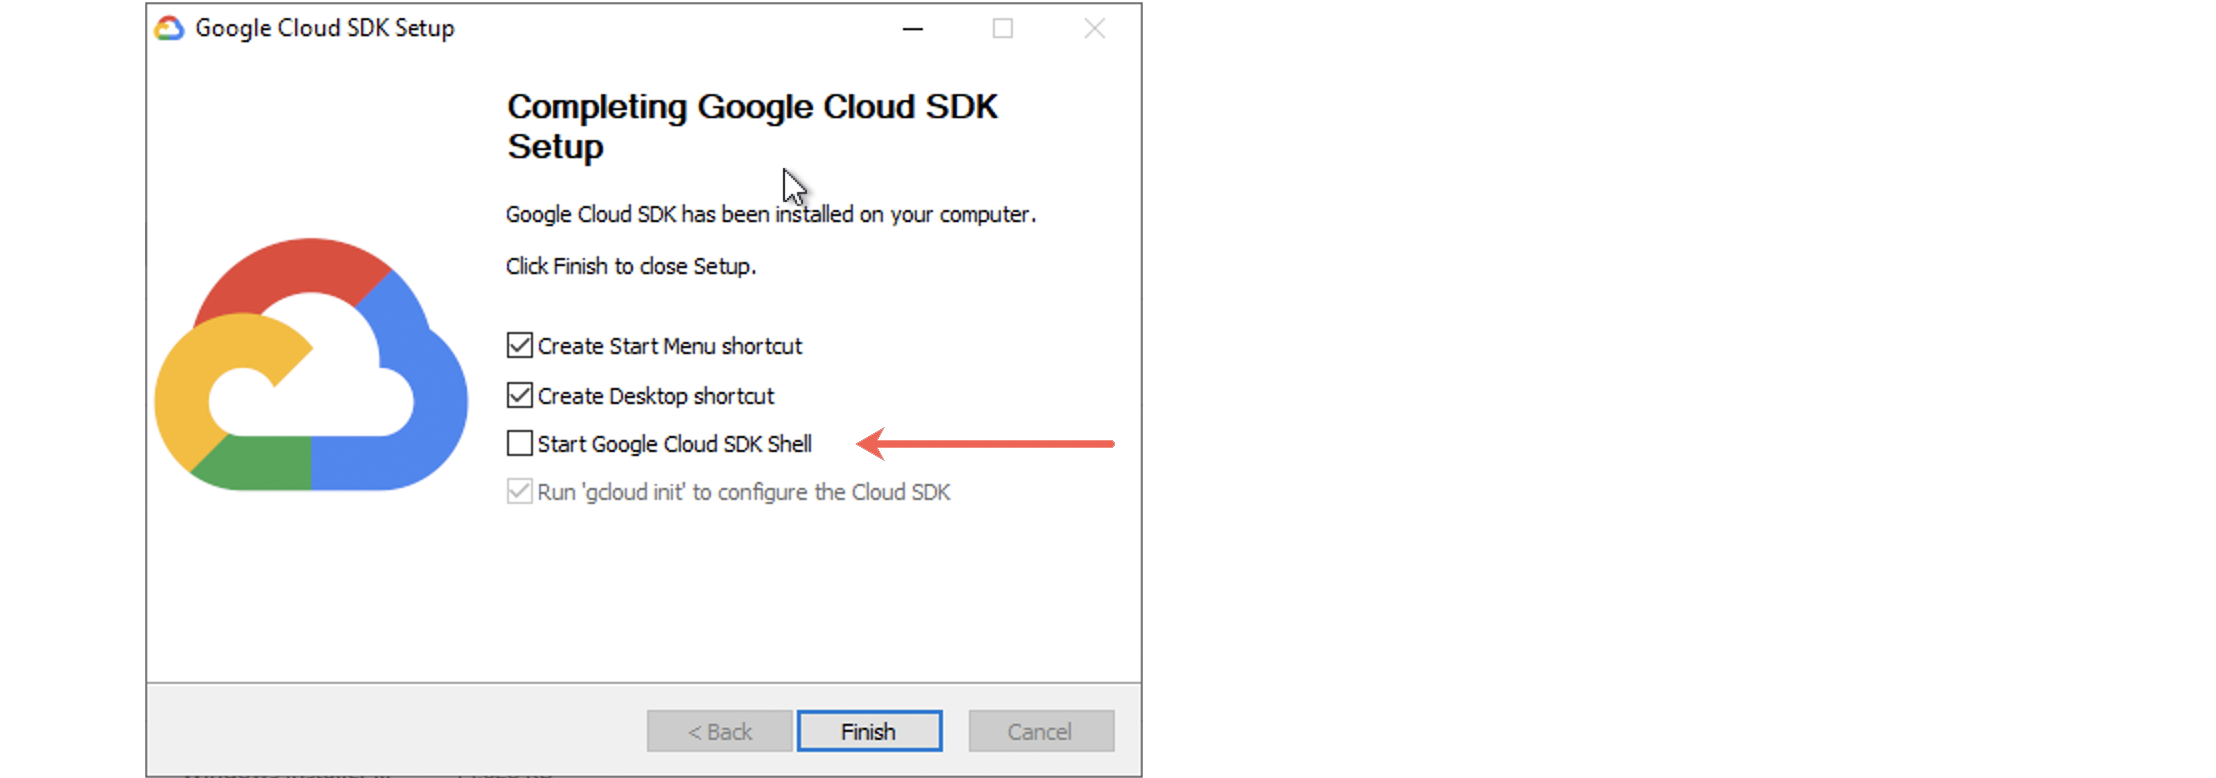 Google Cloud SDK Setup
Completing Google Cloud SDK
Setup
Google Cloud SDK has been installed on your computer.
Click Finish to close Setup.
Create Start Menu shortcut
Create Desktop shortcut
Start Google Cloud SDK Shell
Run 'gcloud init' to configure the Cloud SDK
< Back
Finish
Cancel